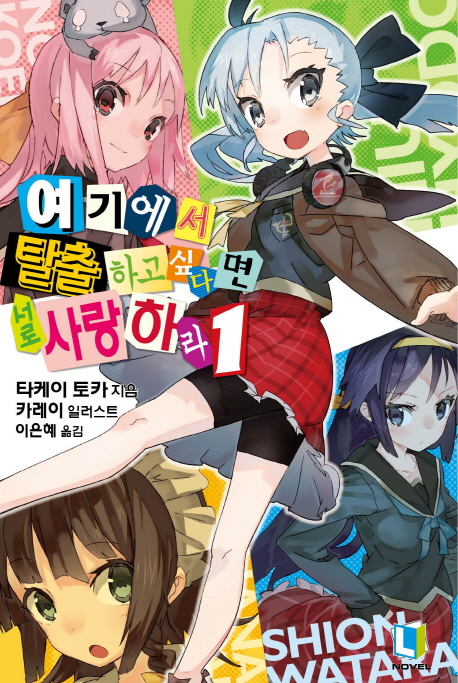 여기에서
탈출하고싶다면
서로
사랑하라 1
타케이 토카 지음
카레이 일러스트
이은혜 옮김
SHION
WATARA
L
NOVEL